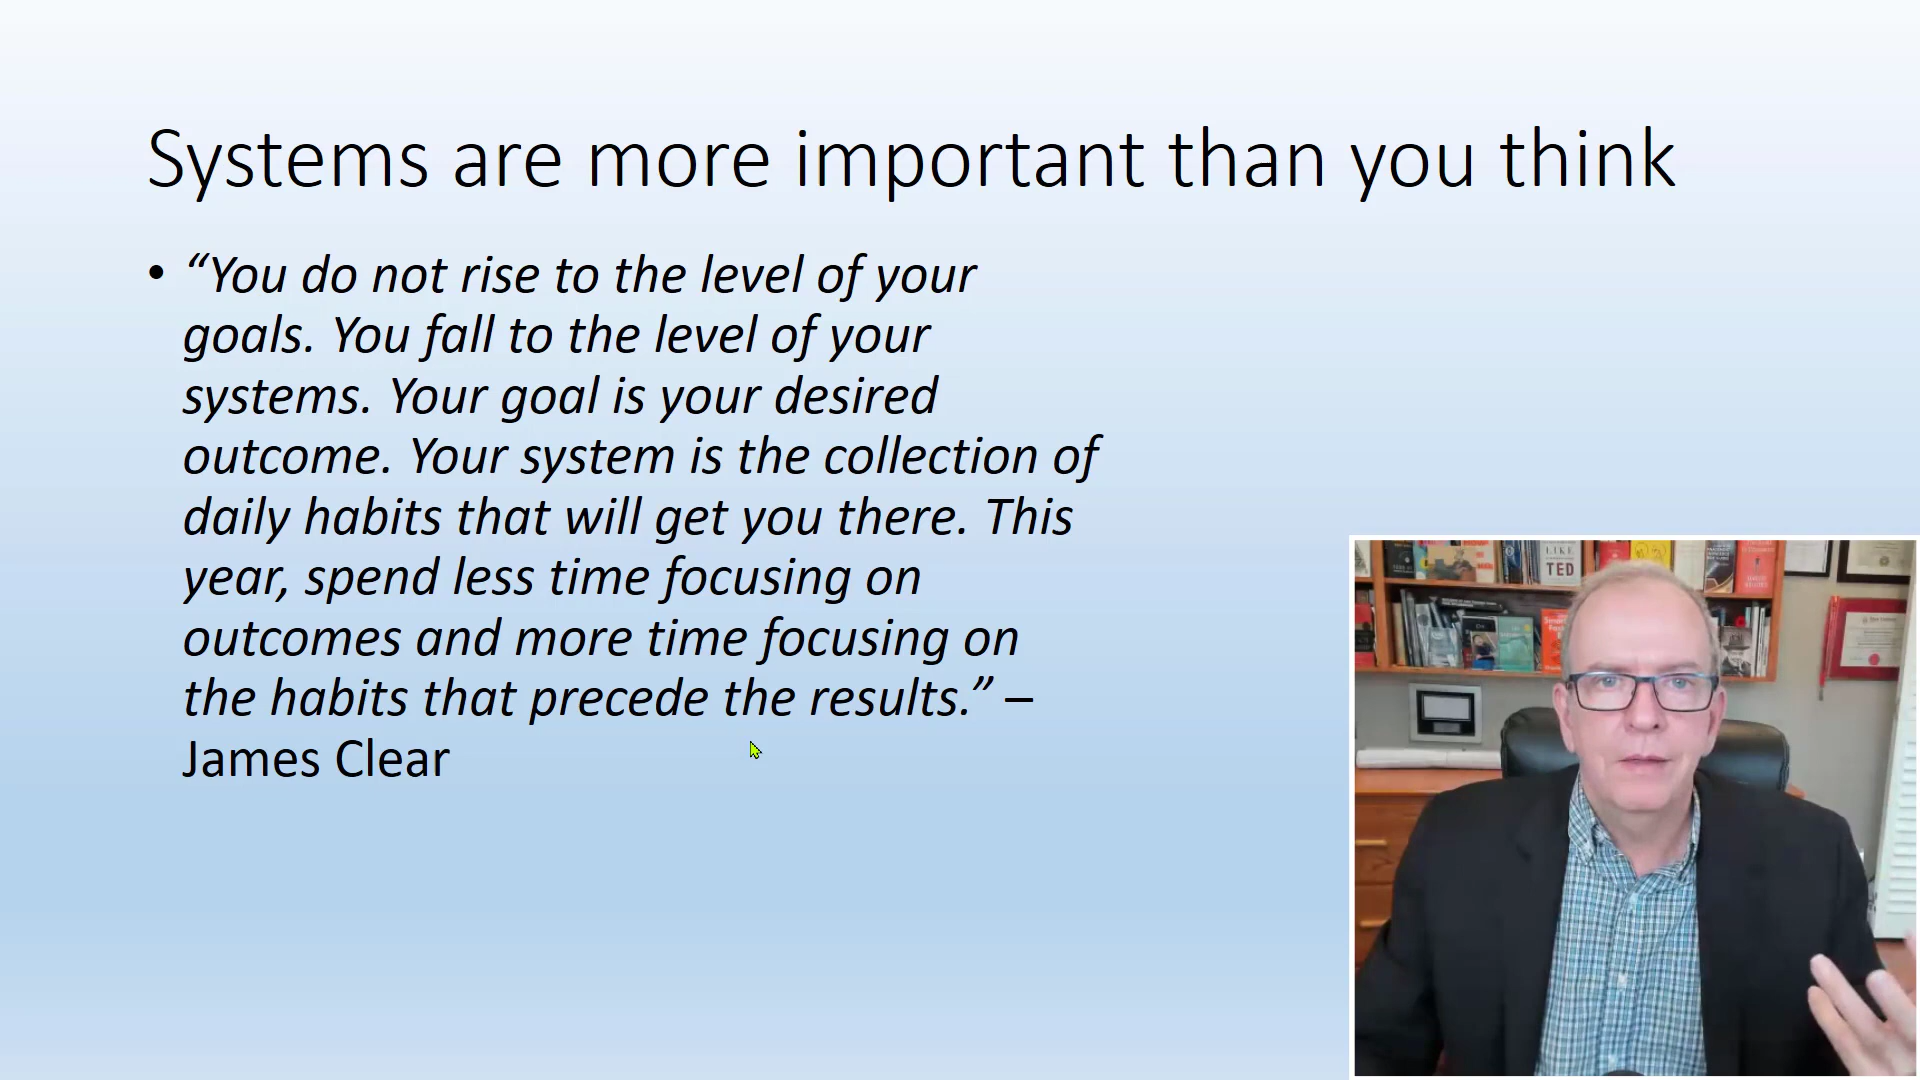 Systems are more important than you think
• “You do not rise to the level of your
goals. You fall to the level of your
systems. Your goal is your desired
outcome. Your system is the collection of
daily habits that will get you there. This
year, spend less time focusing on
outcomes and more time focusing on
the habits that precede the results.” –
James Clear
LIKE
TED